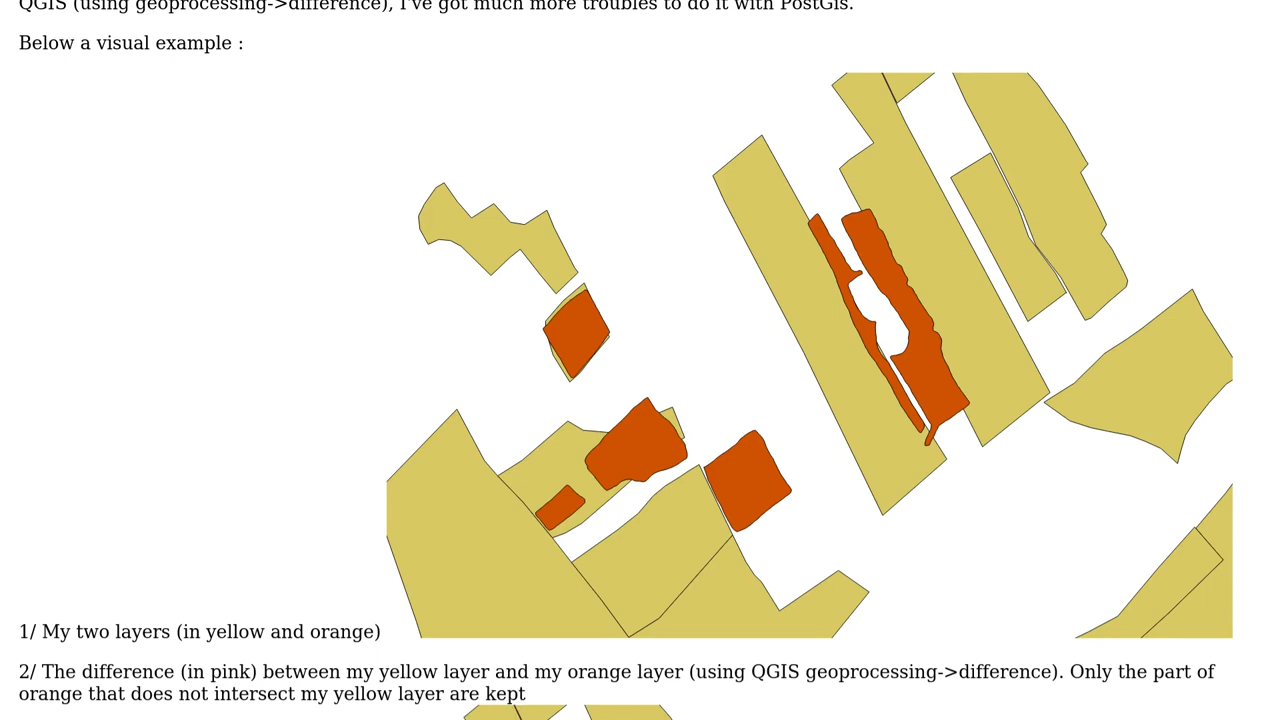 QGIS (using geoprocessing->difference), I've got much more troubles to do it with PostGis.
Below a visual example :
1/ My two layers (in yellow and orange)
2/ The difference (in pink) between my yellow layer and my orange layer (using QGIS geoprocessing->difference). Only the part of
orange that does not intersect my yellow layer are kept